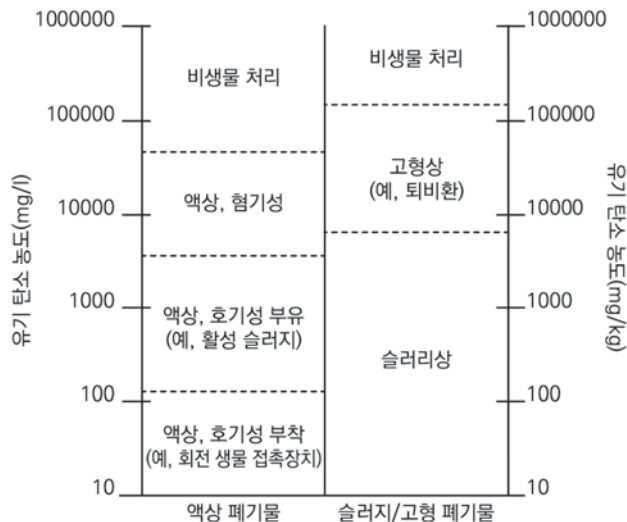 1000000
100000
10000
1000
100
10
유기 탄소 농도(mg/l)
비생물 처리
액상, 혐기성
액상, 호기성 부유
(예, 활성 슬러지)
액상, 호기성 부착
(예, 회전 생물 접촉장치)
액상 폐기물
비생물 처리
고형상
(예, 퇴비환)
슬러리상
슬러지/고형 폐기물
1000000
100000
10000
1000
100
10
유기 탄소 농도(mg/kg)